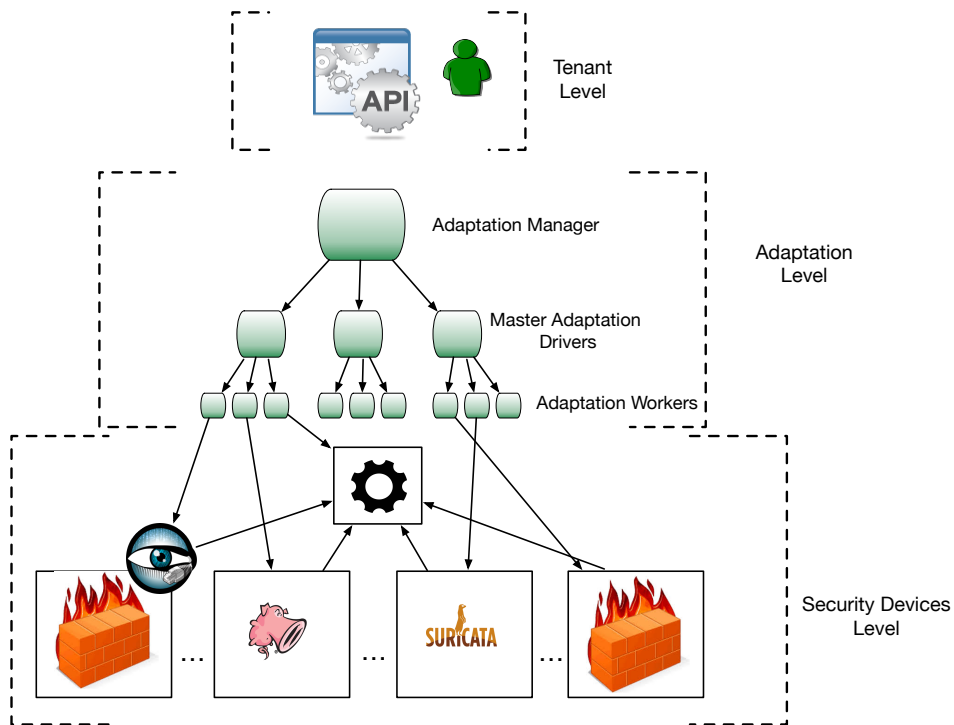 API
Tenant
Level
Adaptation Manager
Adaptation
Level
Master Adaptation
Drivers
Adaptation Workers
SURICATA
Security Devices
Level
...
...
...